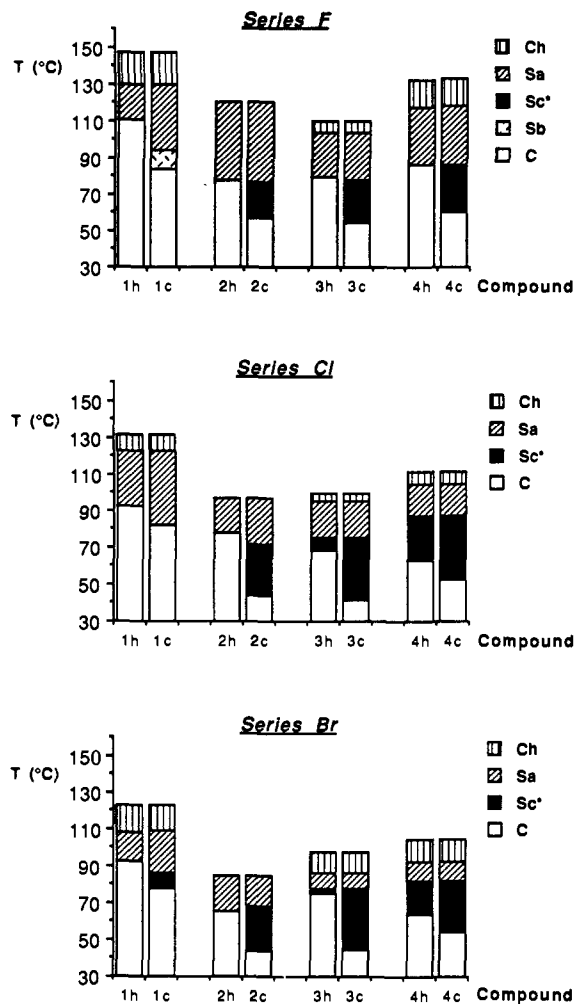 Series F
T (°C)
150
130
110
90
70
50
30
1h 1c 2h 2c 3h 3c 4h 4c Compound
Ch
Sa
Sc*
Sb
C
Series Cl
T (°C)
150
130
110
90
70
50
30
1h 1c 2h 2c 3h 3c 4h 4c Compound
Ch
Sa
Sc*
C
Series Br
T (°C)
150
130
110
90
70
50
30
1h 1c 2h 2c 3h 3c 4h 4c Compound
Ch
Sa
Sc*
C